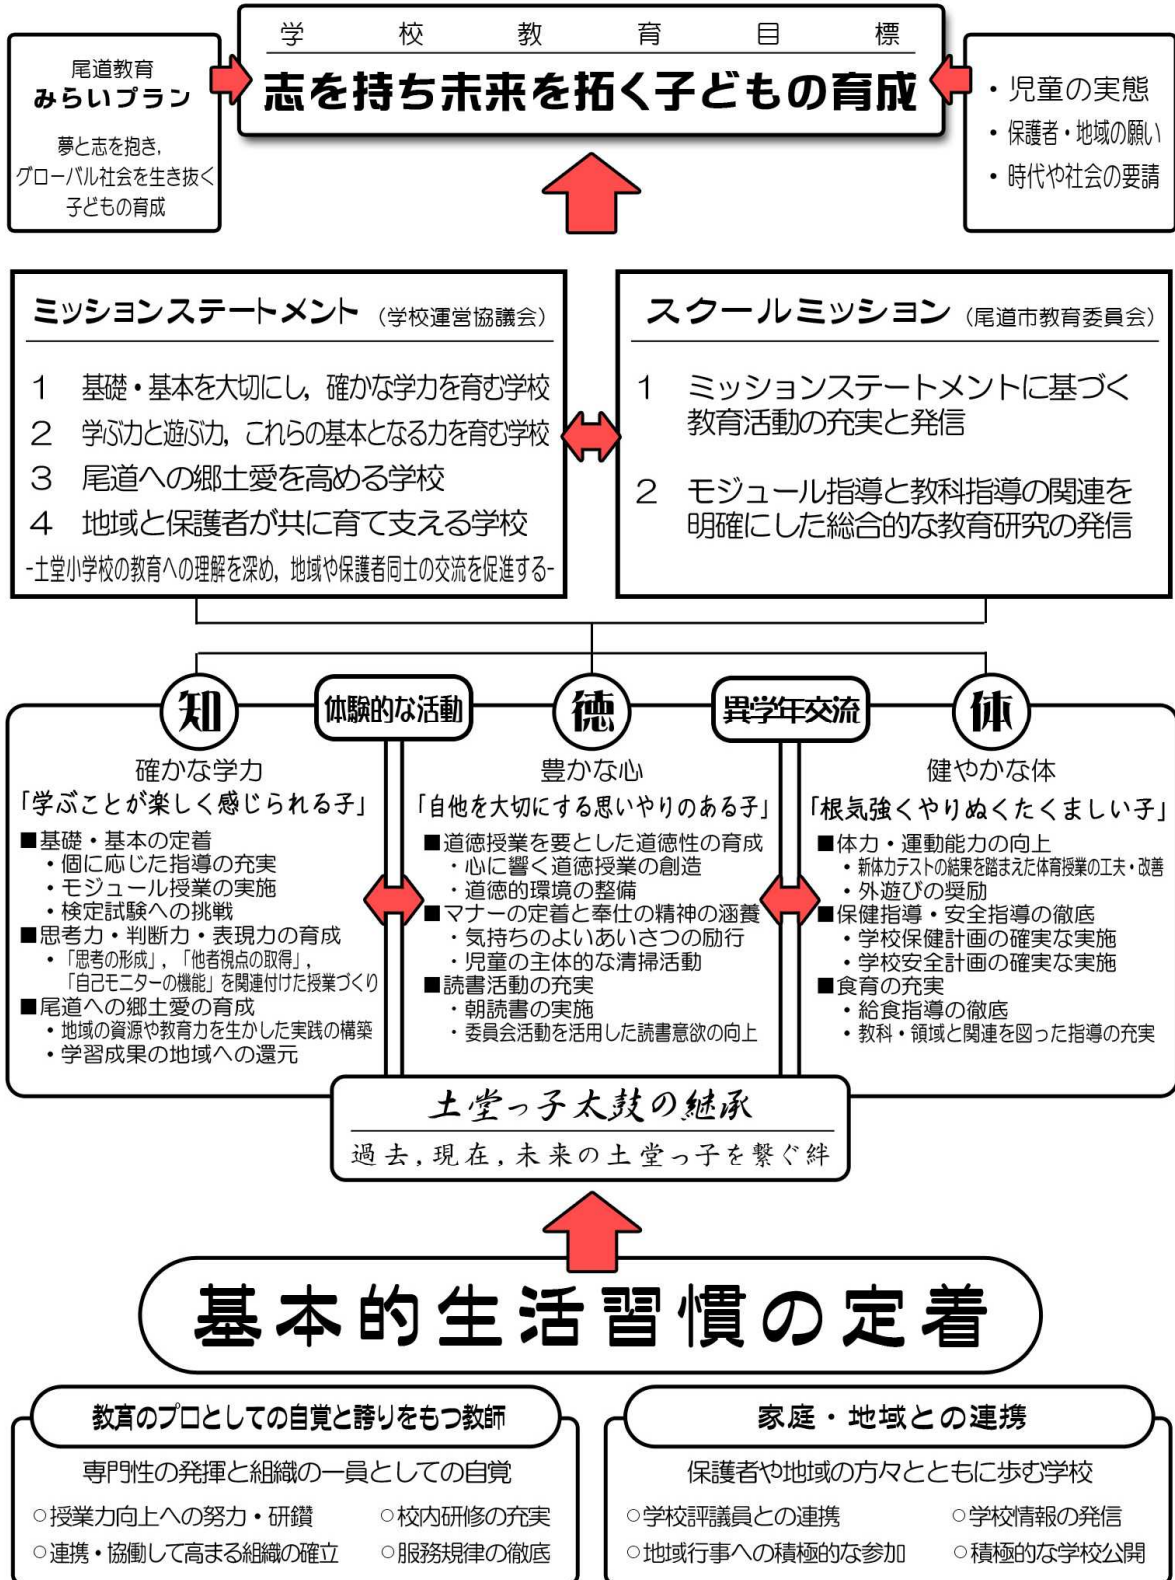 学校教育目標
志を持ち未来を拓く子どもの育成
尾道教育
みらいプラン
夢と志を抱き,
グローバル社会を生き抜く
子どもの育成
・児童の実態
・保護者・地域の願い
・時代や社会の要請
ミッションステートメント (学校運営協議会)
1 基礎・基本を大切にし, 確かな学力を育む学校
2 学ぶ力と遊ぶ力, これらの基本となる力を育む学校
3 尾道への郷土愛を高める学校
4 地域と保護者が共に育て支える学校
-土堂小学校の教育への理解を深め, 地域や保護者同士の交流を促進する-
スクールミッション (尾道市教育委員会)
1 ミッションステートメントに基づく
教育活動の充実と発信
2 モジュール指導と教科指導の関連を
明確にした総合的な教育研究の発信
知
体験的な活動
徳
異学年交流
体
確かな学力
「学ぶことが楽しく感じられる子」
■基礎・基本の定着
・個に応じた指導の充実
・モジュール授業の実施
・検定試験への挑戦
■思考力・判断力・表現力の育成
・「思考の形成」, 「他者視点の取得」,
「自己モニターの機能」を関連付けた授業づくり
■尾道への郷土愛の育成
・地域の資源や教育力を生かした実践の構築
・学習成果の地域への還元
豊かな心
「自他を大切にする思いやりのある子」
■道徳授業を要とした道徳性の育成
・心に響く道徳授業の創造
・道徳的環境の整備
■マナーの定着と奉仕の精神の涵養
・気持ちのよいあいさつの励行
・児童の主体的な清掃活動
■読書活動の充実
・朝読書の実施
・委員会活動を活用した読書意欲の向上
健やかな体
「根気強くやりぬくたくましい子」
■体力・運動能力の向上
・新体力テストの結果を踏まえた体育授業の工夫・改善
・外遊びの奨励
■保健指導・安全指導の徹底
・学校保健計画の確実な実施
・学校安全計画の確実な実施
■食育の充実
・給食指導の徹底
・教科・領域と関連を図った指導の充実
土堂っ子太鼓の継承
過去, 現在, 未来の土堂っ子を繋ぐ絆
基本的生活習慣の定着
教育のプロとしての自覚と誇りをもつ教師
専門性の発揮と組織の一員としての自覚
○授業力向上への努力・研鑽 ○校内研修の充実
○連携・協働して高まる組織の確立 ○服務規律の徹底
家庭・地域との連携
保護者や地域の方々とともに歩む学校
○学校評議員との連携 ○学校情報の発信
○地域行事への積極的な参加 ○積極的な学校公開